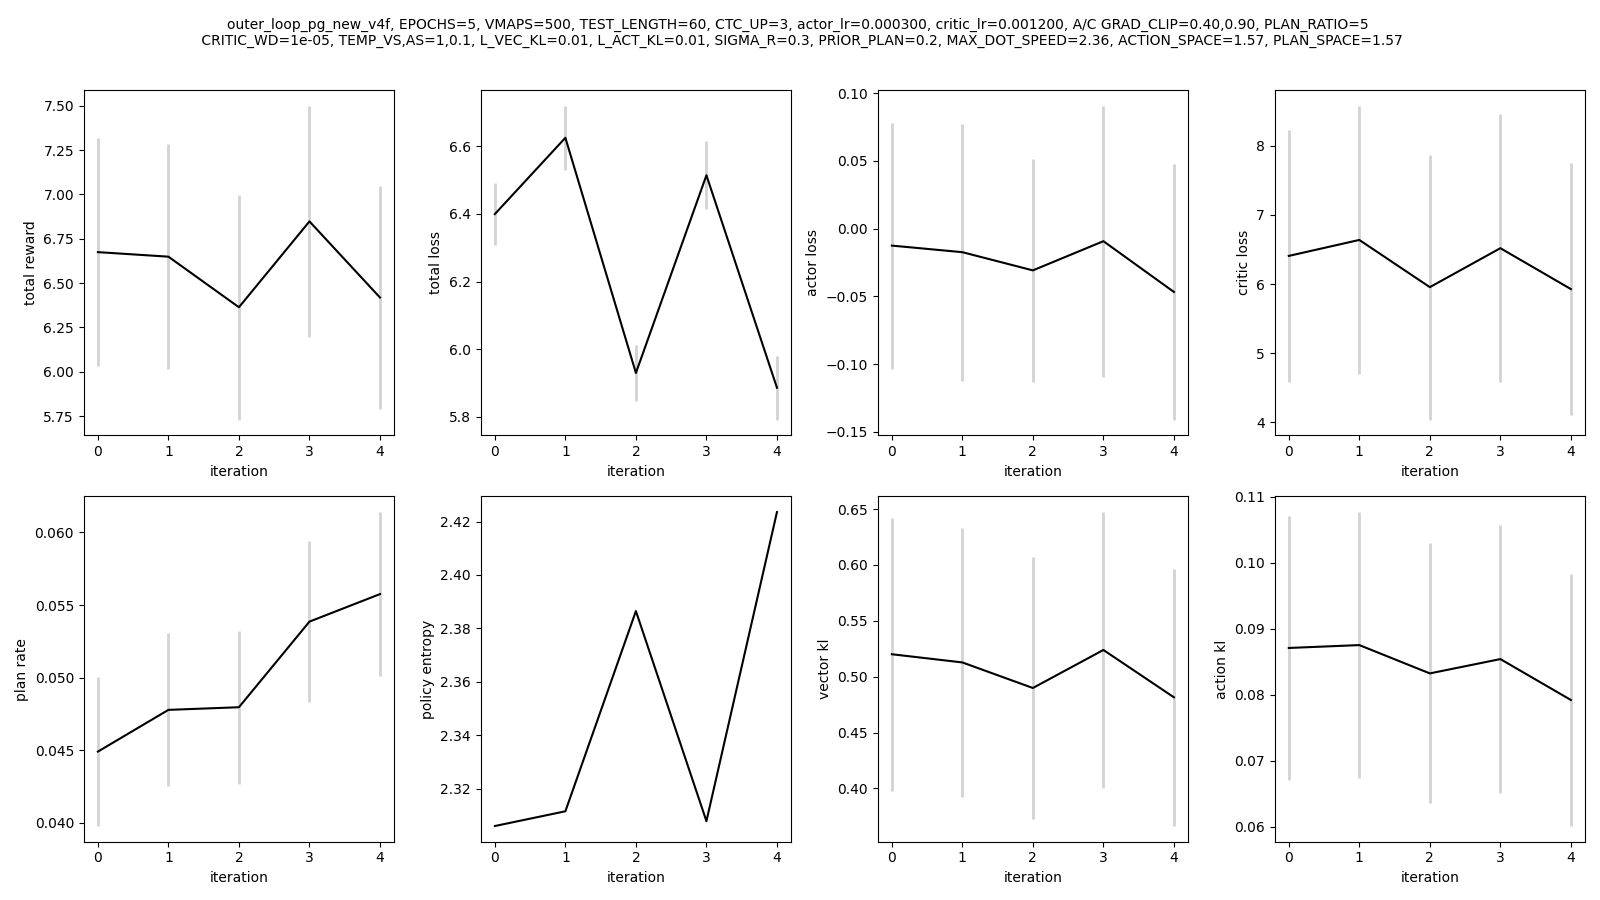 outer_loop_pg_new_v4f, EPOCHS=5, VMAPS=500, TEST_LENGTH=60, CTC_UP=3, actor_lr=0.000300, critic_lr=0.001200, A/C GRAD_CLIP=0.40,0.90, PLAN_RATIO=5
CRITIC_WD=1e-05, TEMP_VS,AS=1,0.1, L_VEC_KL=0.01, L_ACT_KL=0.01, SIGMA_R=0.3, PRIOR_PLAN=0.2, MAX_DOT_SPEED=2.36, ACTION_SPACE=1.57, PLAN_SPACE=1.57
total reward
7.50
7.25
7.00
6.75
6.50
6.25
6.00
5.75
0 1 2 3 4
iteration
total loss
6.6
6.4
6.2
6.0
5.8
0 1 2 3 4
iteration
actor loss
0.10
0.05
0.00
−0.05
−0.10
−0.15
0 1 2 3 4
iteration
critic loss
8
7
6
5
4
0 1 2 3 4
iteration
plan rate
0.060
0.055
0.050
0.045
0.040
0 1 2 3 4
iteration
policy entropy
2.42
2.40
2.38
2.36
2.34
2.32
0 1 2 3 4
iteration
vector kl
0.65
0.60
0.55
0.50
0.45
0.40
0 1 2 3 4
iteration
action kl
0.11
0.10
0.09
0.08
0.07
0.06
0 1 2 3 4
iteration